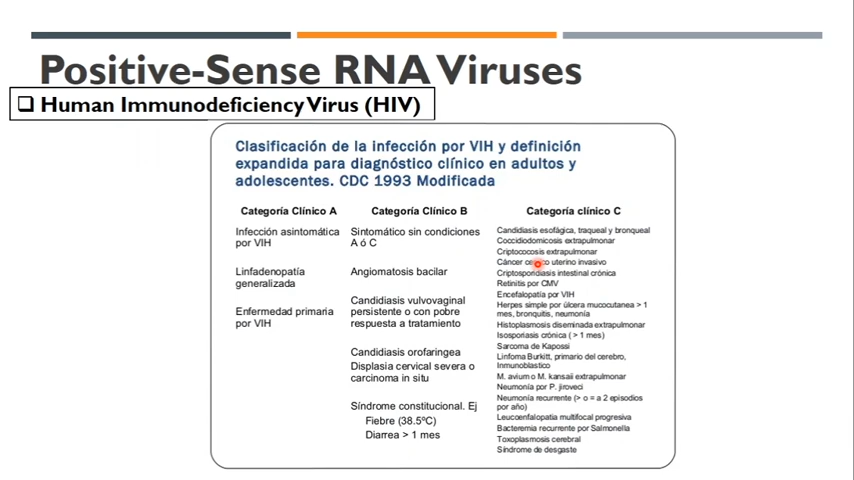 Positive-Sense RNA Viruses
❑ Human Immunodeficiency Virus (HIV)
Clasificación de la infección por VIH y definición
expandida para diagnóstico clínico en adultos y
adolescentes. CDC 1993 Modificada
Categoría Clínico A
Infección asintomática
por VIH
Linfadenopatía
generalizada
Enfermedad primaria
por VIH
Categoría Clínico B
Sintomático sin condiciones
A ó C
Angiomatosis bacilar
Candidiasis vulvovaginal
persistente o con pobre
respuesta a tratamiento
Candidiasis orofaringea
Displasia cervical severa o
carcinoma in situ
Síndrome constitucional. Ej
Fiebre (38.5ºC)
Diarrea > 1 mes
Categoría clínico C
Candidiasis esofágica, traqueal y bronqueal
Coccidiodomicosis extrapulmonar
Criptococosis extrapulmonar
Cáncer uterino invasivo
Criptosporidiasis intestinal crónica
Retinitis por CMV
Encefalopatía por VIH
Herpes simple por úlcera mucocutanea > 1
mes, bronquitis, neumonía
Histoplasmosis diseminada extrapulmonar
Isosporiasis crónica ( > 1 mes)
Sarcoma de Kapossi
Linfoma Burkitt, primario del cerebro,
Inmunoblastico
M. avium o M. kansaii extrapulmonar
Neumonía por P. jiroveci
Neumonía recurrente (> o = a 2 episodios
por año)
Leucoenfalopatia multifocal progresiva
Bacteremia recurrente por Salmonella
Toxoplasmosis cerebral
Síndrome de desgaste